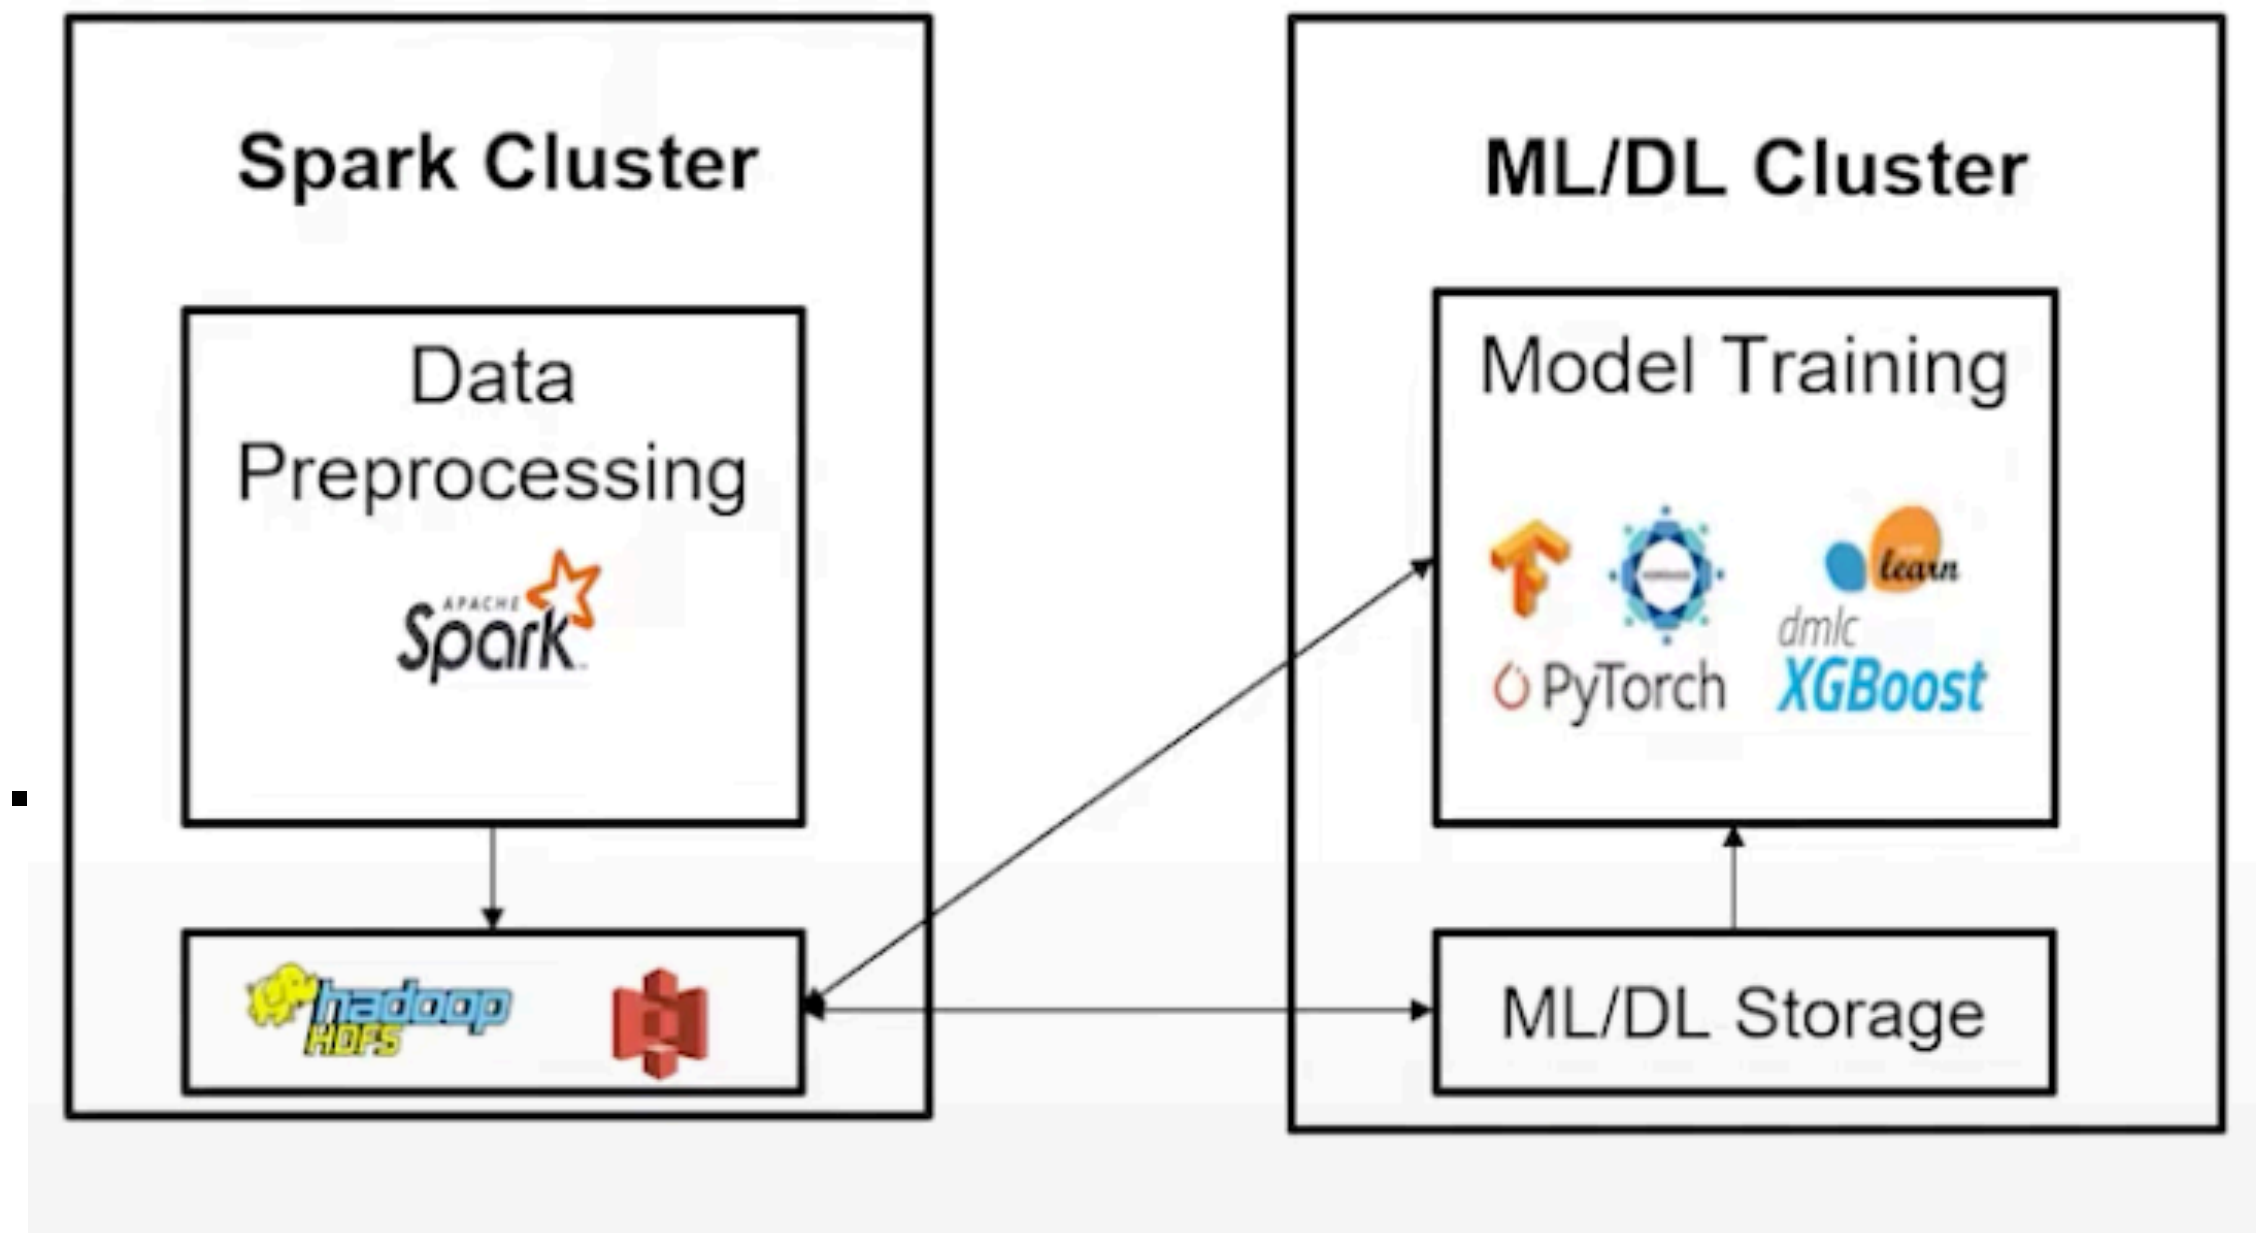 Spark Cluster
Data
Preprocessing
APACHE
Spark
hadoop
HDFS
ML/DL Cluster
Model Training
learn
PyTorch
dmlc
XGBoost
ML/DL Storage